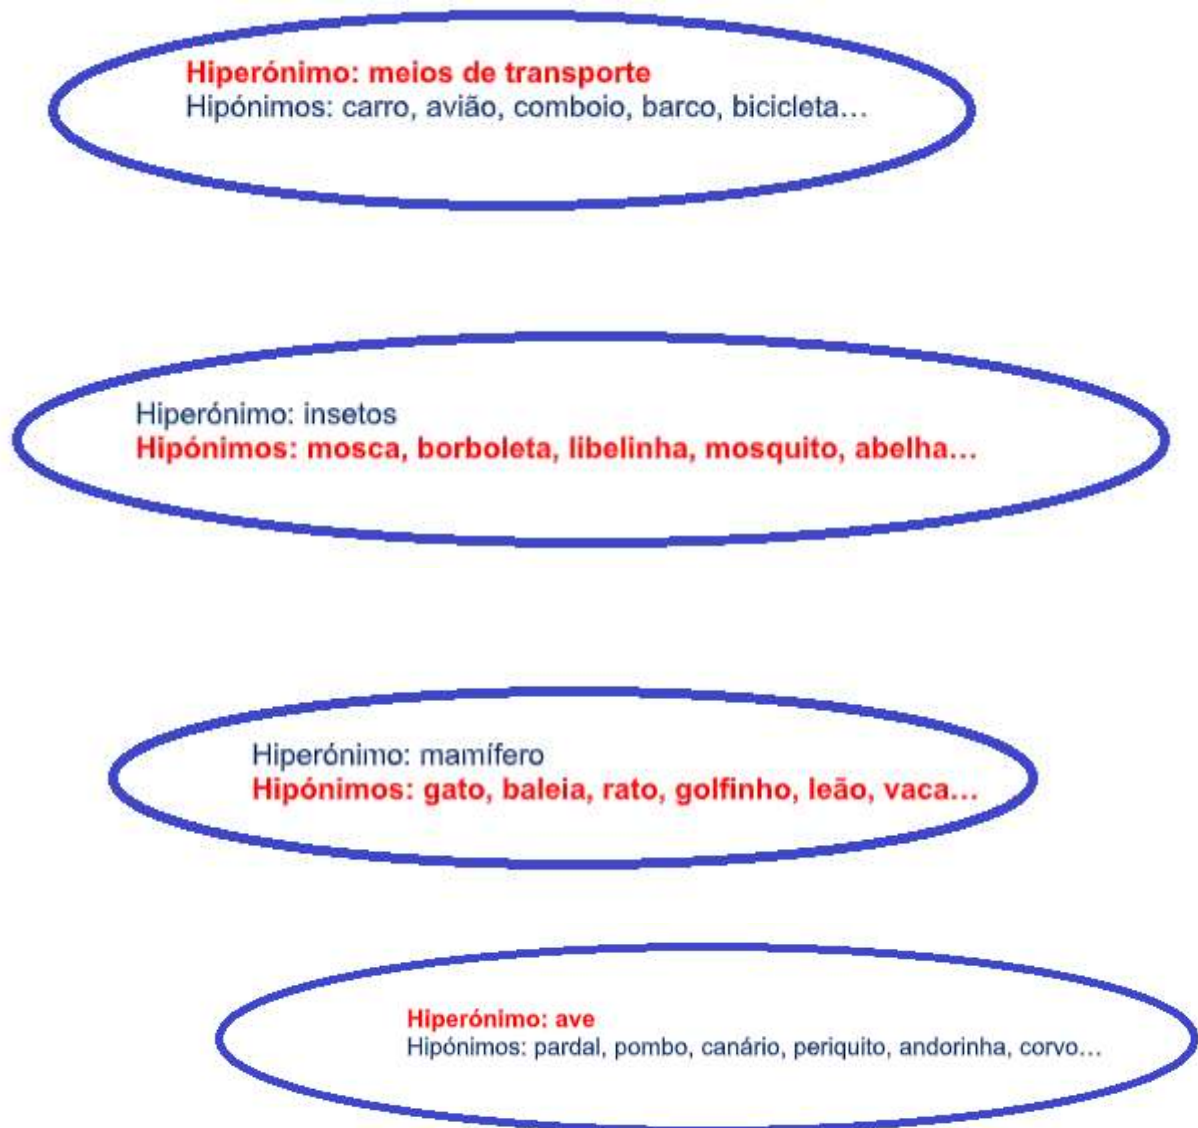 Hiperónimo: meios de transporte
Hipónimos: carro, avião, comboio, barco, bicicleta…
Hiperónimo: insetos
Hipónimos: mosca, borboleta, libelinha, mosquito, abelha…
Hiperónimo: mamífero
Hipónimos: gato, baleia, rato, golfinho, leão, vaca…
Hiperónimo: ave
Hipónimos: pardal, pombo, canário, periquito, andorinha, corvo…